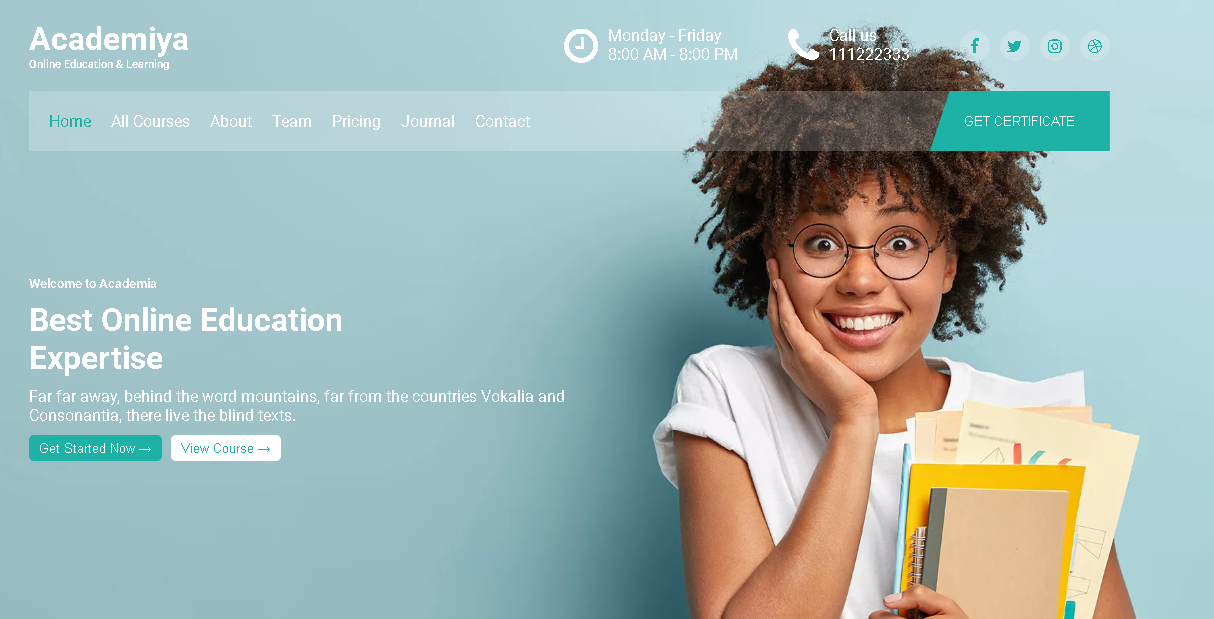 Academiya
Online Education & Learning
Monday - Friday
8:00 AM - 8:00 PM
Call us
111222333
Home All Courses About Team Pricing Journal Contact
GET CERTIFICATE
Welcome to Academia
Best Online Education
Expertise
Far far away, behind the word mountains, far from the countries Vokalia and
Consonantia, there live the blind texts.
Get Started Now → View Course →